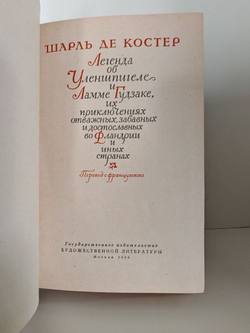 ШАРЛЬ ДЕ КОСТЕР
Легенда
об
Уленшпигеле
и
Ламме Гудзаке,
их
приключениях
отважных, забавных
и достославных
во Фландрии
и
иных
странах
Перевод с французского
Государственное издательство
ХУДОЖЕСТВЕННОЙ ЛИТЕРАТУРЫ
Москва